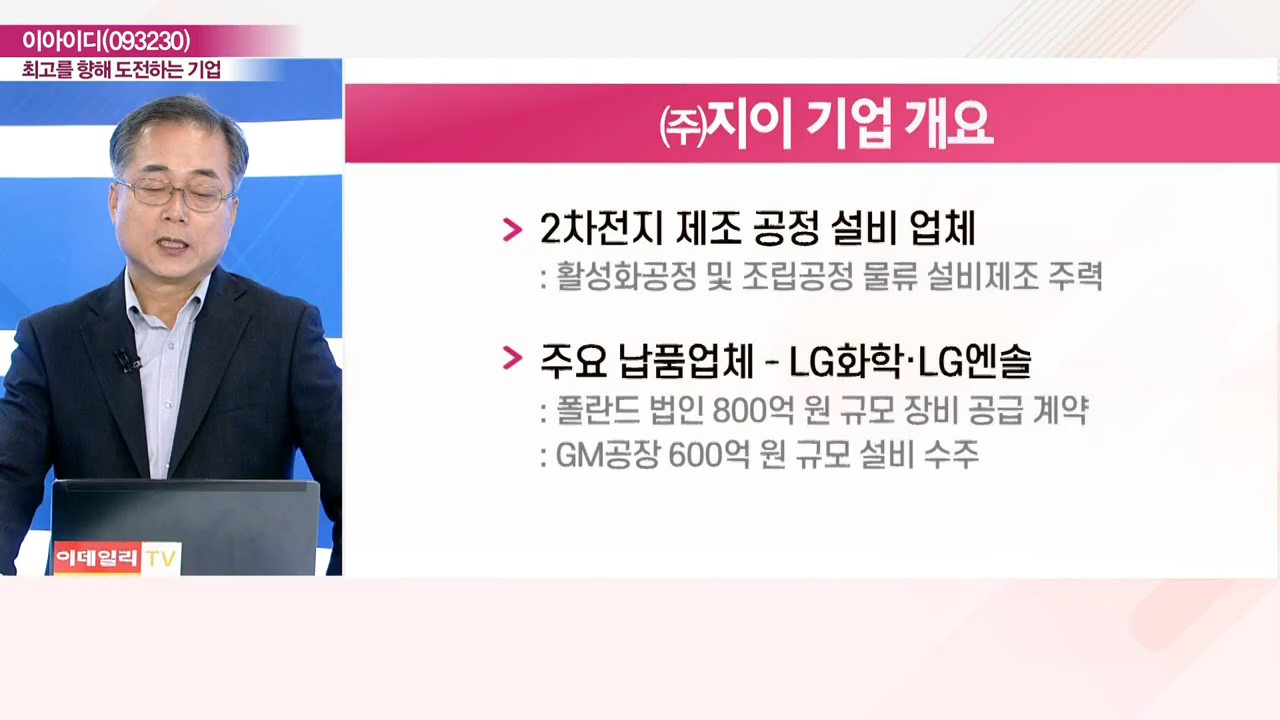 이아이디(093230)
최고를 향해 도전하는 기업
㈜지이 기업 개요
> 2차전지 제조 공정 설비 업체
: 활성화공정 및 조립공정 물류 설비제조 주력
> 주요 납품업체 - LG화학·LG엔솔
: 폴란드 법인 800억 원 규모 장비 공급 계약
: GM공장 600억 원 규모 설비 수주
이데일리 TV